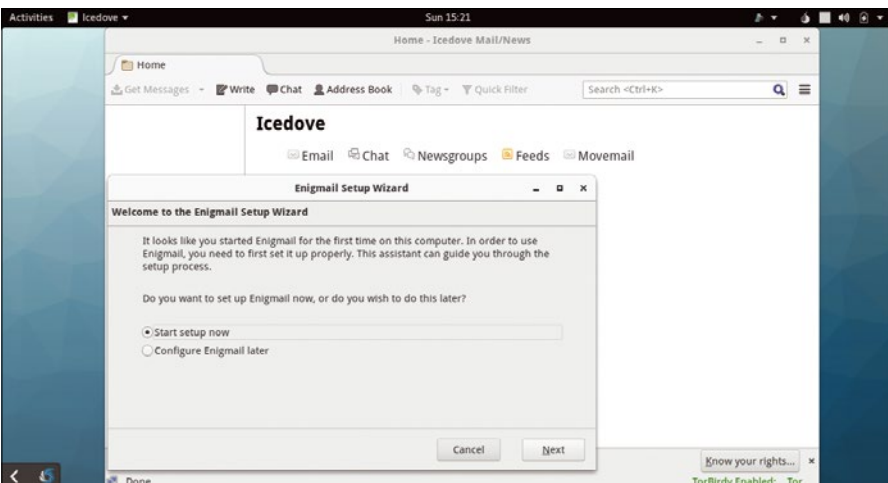 Activities Icedove Sun 15:21
Home - Icedove Mail/News
Home
Get Messages Write Chat Address Book Tag Quick Filter Search <Ctrl+K>
Icedove
Email Chat Newsgroups Feeds Movemail
Enigmail Setup Wizard
Welcome to the Enigmail Setup Wizard
It looks like you started Enigmail for the first time on this computer. In order to use
Enigmail, you need to first set it up properly. This assistant can guide you through the
setup process.
Do you want to set up Enigmail now, or do you wish to do this later?
Start setup now
Configure Enigmail later
Cancel Next
Know your rights...
Done TorBirdy Enabled: Tor